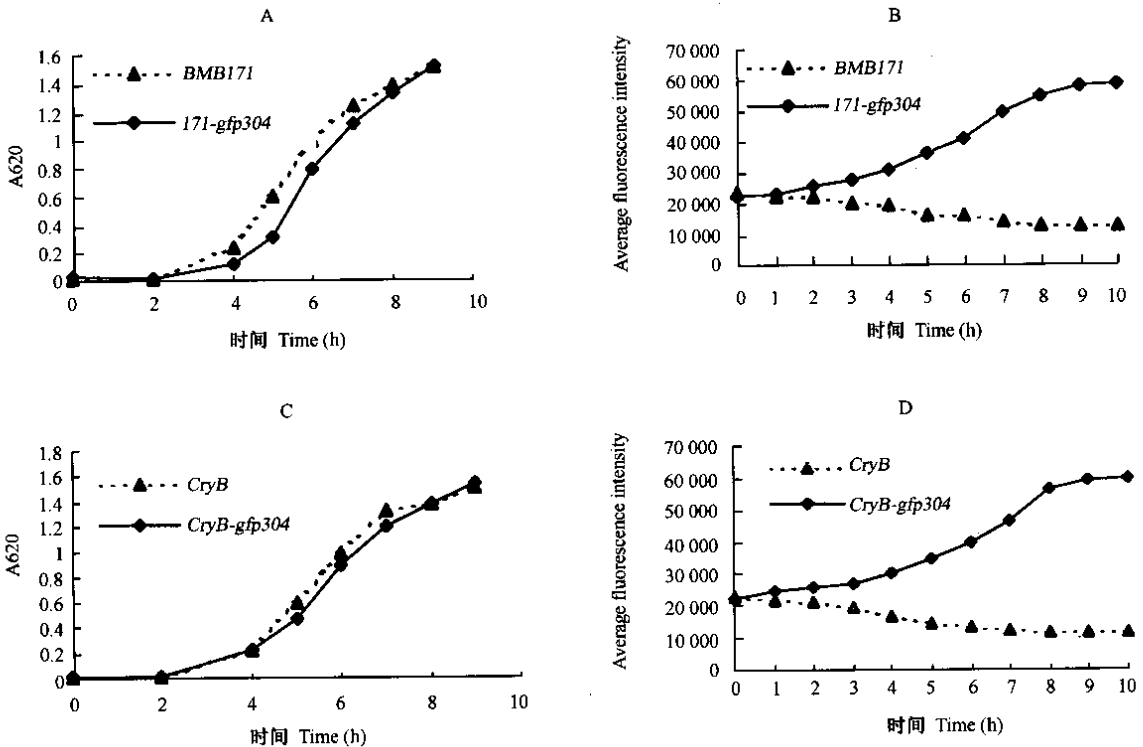 A
1.6
1.4
1.2
1
0.8
0.6
0.4
0.2
0
A620
BMB171
171-gfp304
0 2 4 6 8 10
时间 Time (h)
B
70 000
60 000
50 000
40 000
30 000
20 000
10 000
0
Average fluorescence intensity
BMB171
171-gfp304
0 1 2 3 4 5 6 7 8 9 10
时间 Time (h)
C
1.8
1.6
1.4
1.2
1
0.8
0.6
0.4
0.2
0
A620
CryB
CryB-gfp304
0 2 4 6 8 10
时间 Time (h)
D
70 000
60 000
50 000
40 000
30 000
20 000
10 000
0
Average fluorescence intensity
CryB
CryB-gfp304
0 1 2 3 4 5 6 7 8 9 10
时间 Time (h)